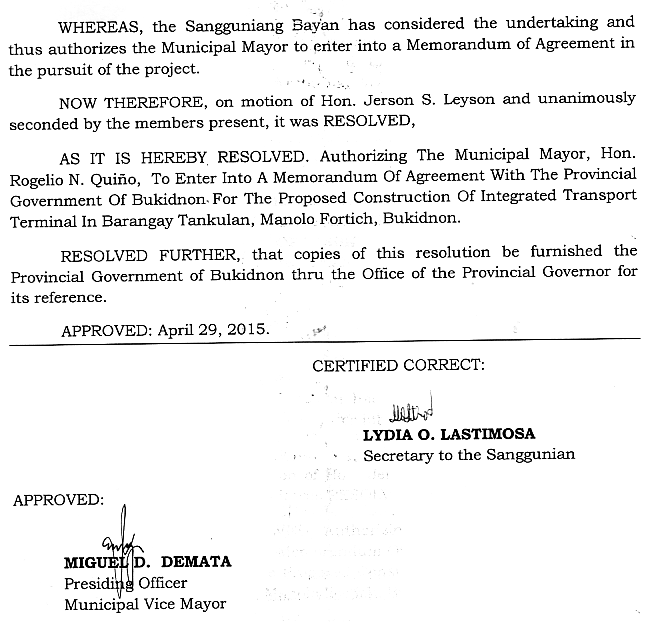 WHEREAS, the Sangguniang Bayan has considered the undertaking and
thus authorizes the Municipal Mayor to enter into a Memorandum of Agreement in
the pursuit of the project.
NOW THEREFORE, on motion of Hon. Jerson S. Leyson and unanimously
seconded by the members present, it was RESOLVED,
AS IT IS HEREBY RESOLVED. Authorizing The Municipal Mayor, Hon.
Rogelio N. Quiño, To Enter Into A Memorandum Of Agreement With The Provincial
Government Of Bukidnon For The Proposed Construction Of Integrated Transport
Terminal In Barangay Tankulan, Manolo Fortich, Bukidnon.
RESOLVED FURTHER, that copies of this resolution be furnished the
Provincial Government of Bukidnon thru the Office of the Provincial Governor for
its reference.
APPROVED: April 29, 2015.
CERTIFIED CORRECT:
LYDIA O. LASTIMOSA
Secretary to the Sanggunian
APPROVED:
MIGUEL D. DEMATA
Presiding Officer
Municipal Vice Mayor